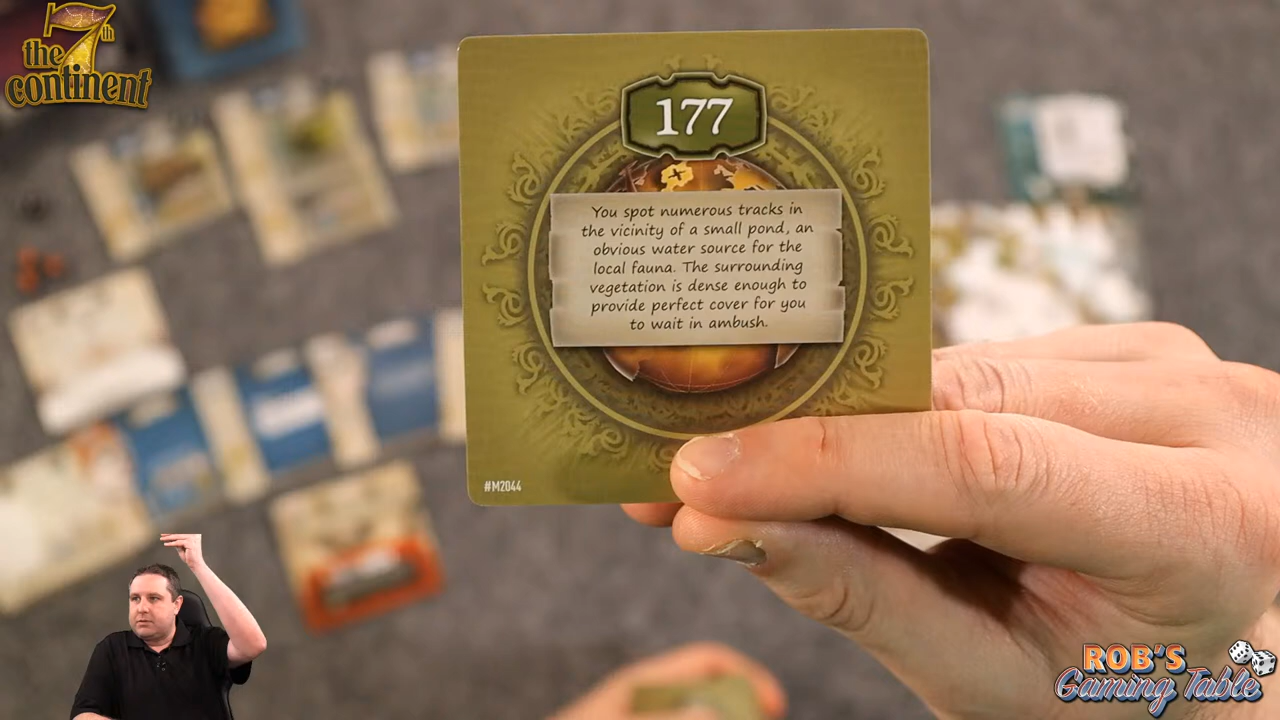 the 7th
continent
177
You spot numerous tracks in
the vicinity of a small pond, an
obvious water source for the
local fauna. The surrounding
vegetation is dense enough to
provide perfect cover for you
to wait in ambush.
#M2044
ROB'S
Gaming Table